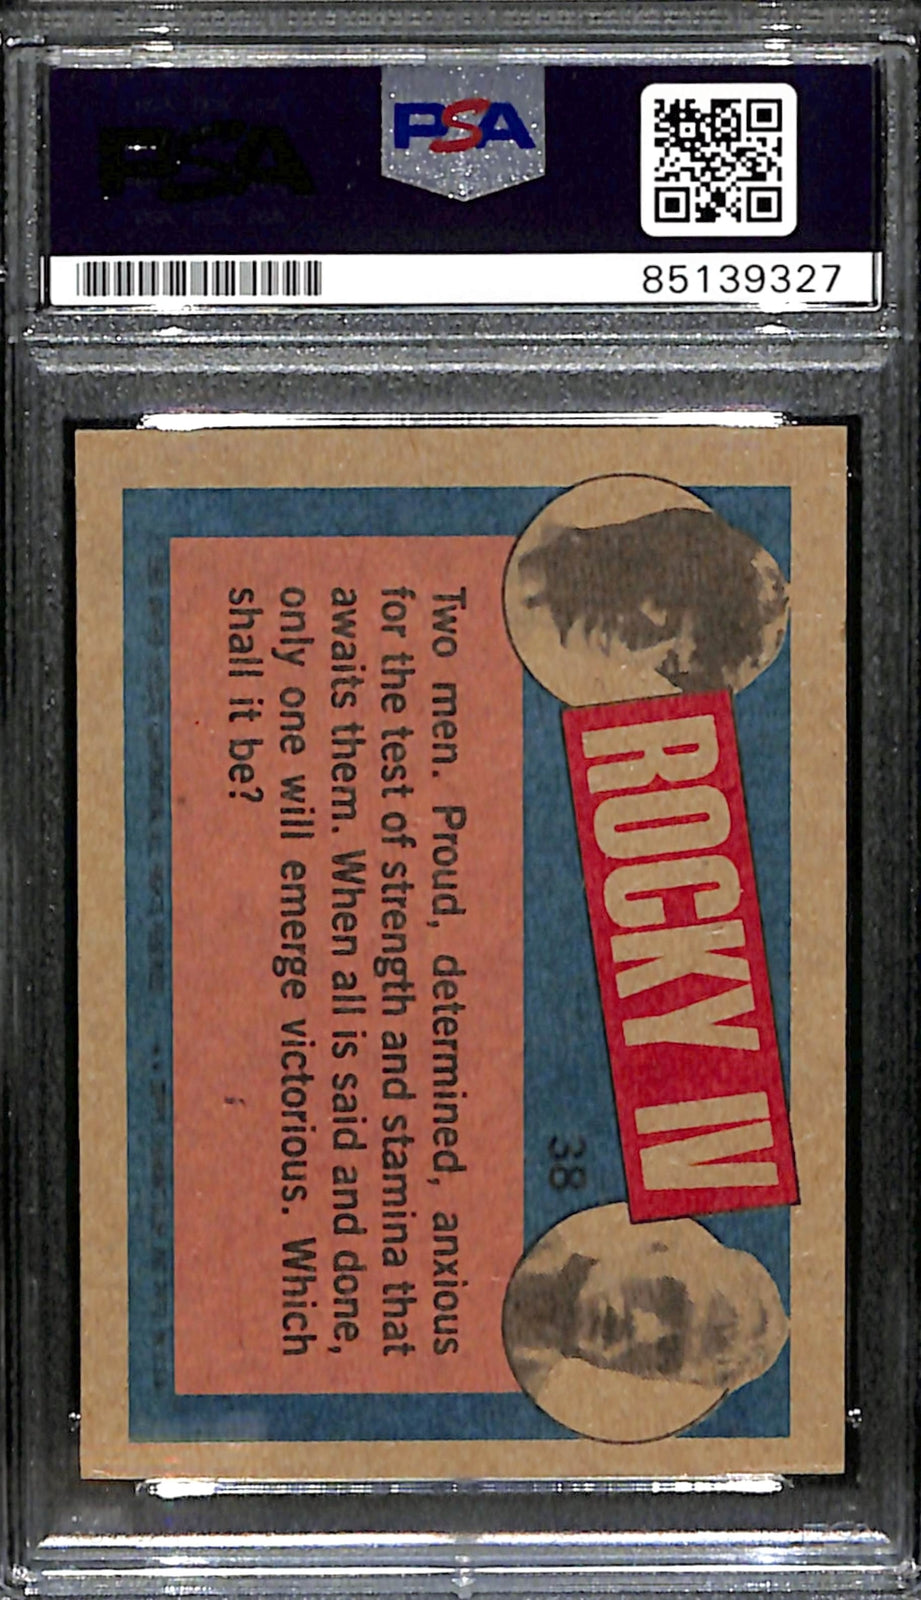 PSA
PSA
85139327
ROCKY IV
38
Two men. Proud, determined, anxious
for the test of strength and stamina that
awaits them. When all is said and done,
only one will emerge victorious. Which
shall it be?